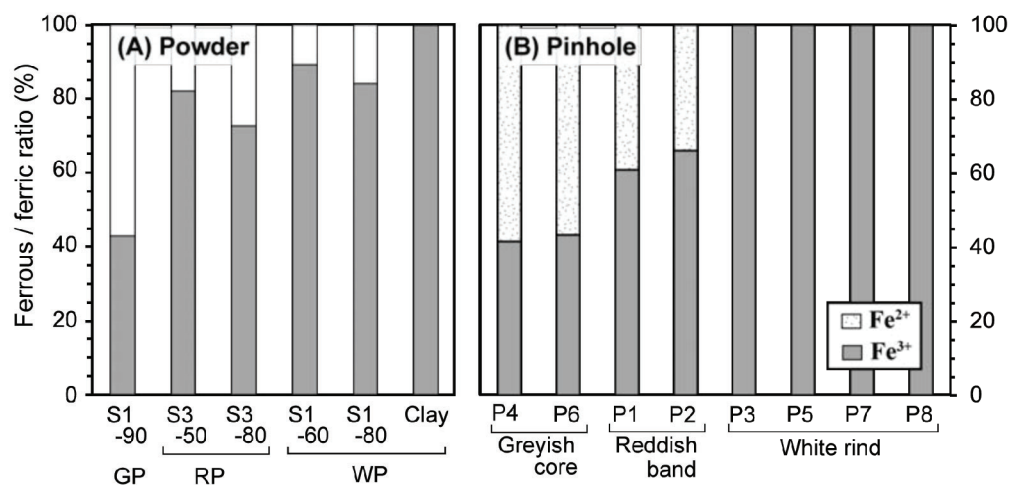 Ferrous / ferric ratio (%)
100
80
60
40
20
0
(A) Powder
S1
-90
S3
-50
S3
-80
S1
-60
S1
-80
Clay
GP
RP
WP
(B) Pinhole
Fe2+
Fe3+
100
80
60
40
20
0
P4
P6
P1
P2
P3
P5
P7
P8
Greyish
core
Reddish
band
White rind